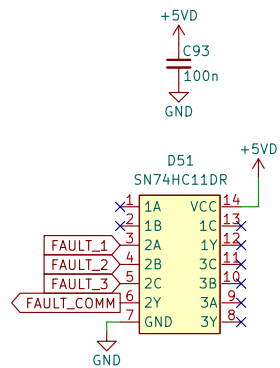 +5VD
C93
100n
GND
D51
SN74HC11DR
+5VD
1 1A VCC 14
2 1B 1C 13
FAULT_1 3 2A 1Y 12
FAULT_2 4 2B 3C 11
FAULT_3 5 2C 3B 10
FAULT_COMM 6 2Y 3A 9
7 GND 3Y 8
GND